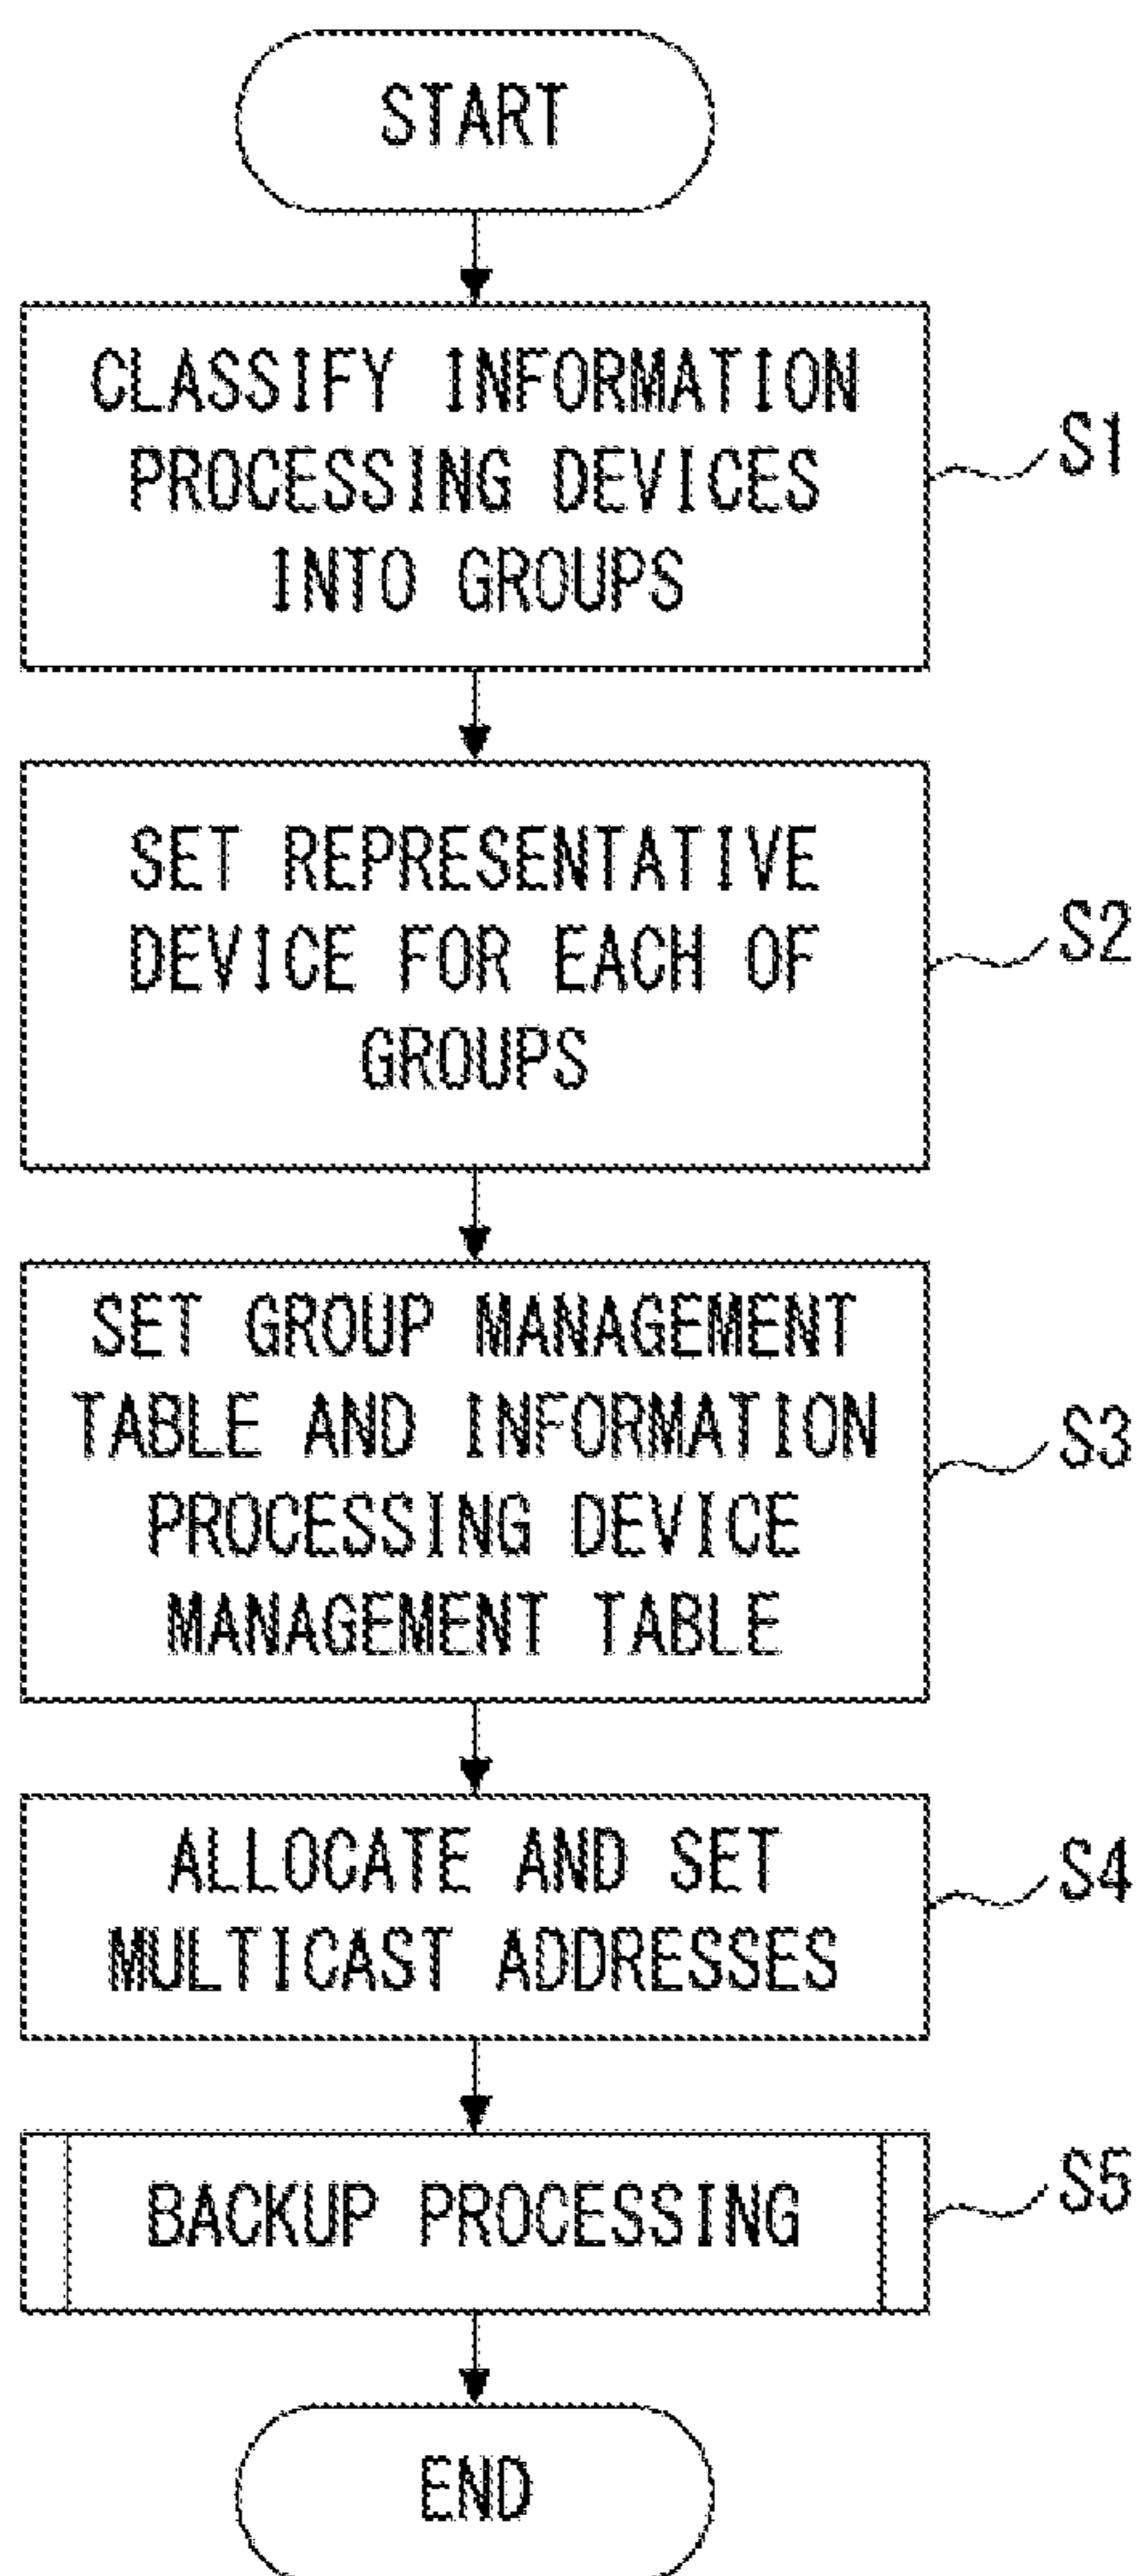 START
CLASSIFY INFORMATION
PROCESSING DEVICES
INTO GROUPS
S1
SET REPRESENTATIVE
DEVICE FOR EACH OF
GROUPS
S2
SET GROUP MANAGEMENT
TABLE AND INFORMATION
PROCESSING DEVICE
MANAGEMENT TABLE
S3
ALLOCATE AND SET
MULTICAST ADDRESSES
S4
BACKUP PROCESSING
S5
END